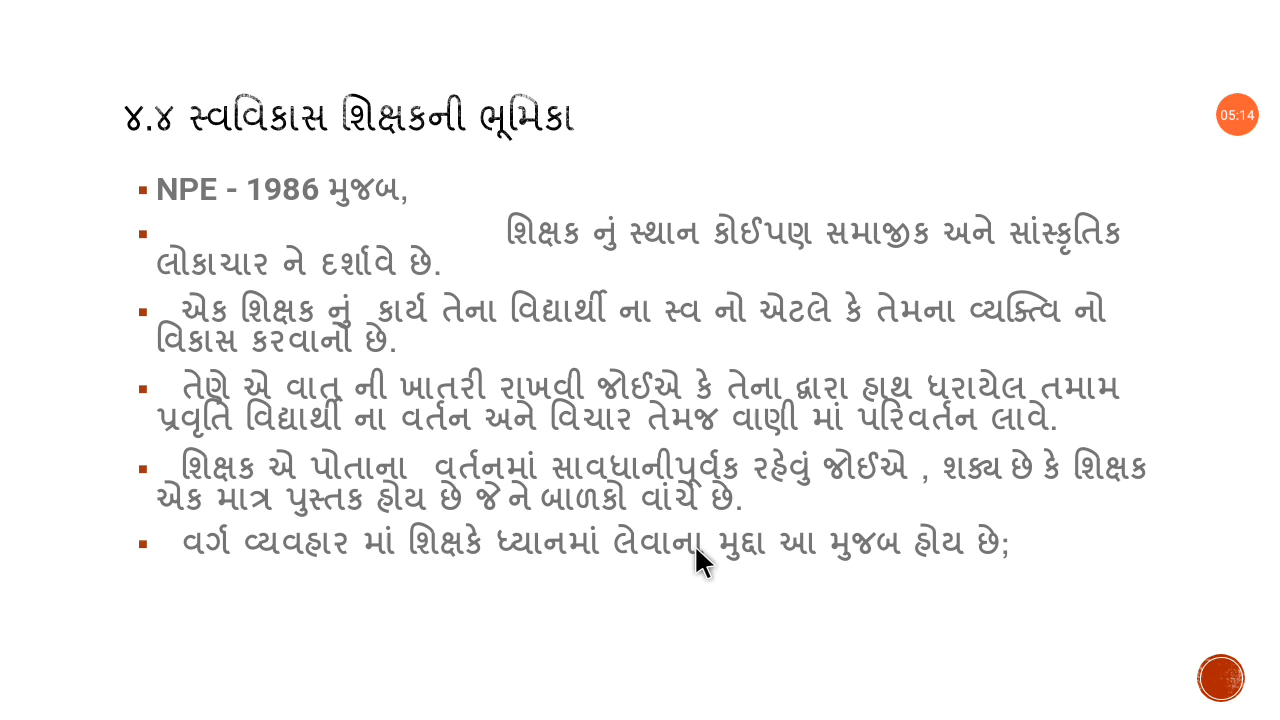 ૪.૪ સ્વવિકાસ શિક્ષકની ભૂમિકા
05:14
NPE - 1986 મુજબ,
શિક્ષક નું સ્થાન કોઈપણ સમાજીક અને સાંસ્કૃતિક
લોકાચાર ને દર્શાવે છે.
એક શિક્ષક નું કાર્ય તેના વિદ્યાર્થી ના સ્વ નો એટલે કે તેમના વ્યક્ત્વિ નો
વિકાસ કરવાનો છે.
તેણે એ વાત ની ખાતરી રાખવી જોઈએ કે તેના દ્વારા હાથ ધરાયેલ તમામ
પ્રવૃતિ વિદ્યાર્થી ના વર્તન અને વિચાર તેમજ વાણી માં પરિવર્તન લાવે.
શિક્ષક એ પોતાના વર્તનમાં સાવધાનીપૂર્વક રહેવું જોઈએ , શક્ય છે કે શિક્ષક
એક માત્ર પુસ્તક હોય છે જે ને બાળકો વાંચે છે.
વર્ગ વ્યવહાર માં શિક્ષકે ધ્યાનમાં લેવાના મુદ્દા આ મુજબ હોય છે;